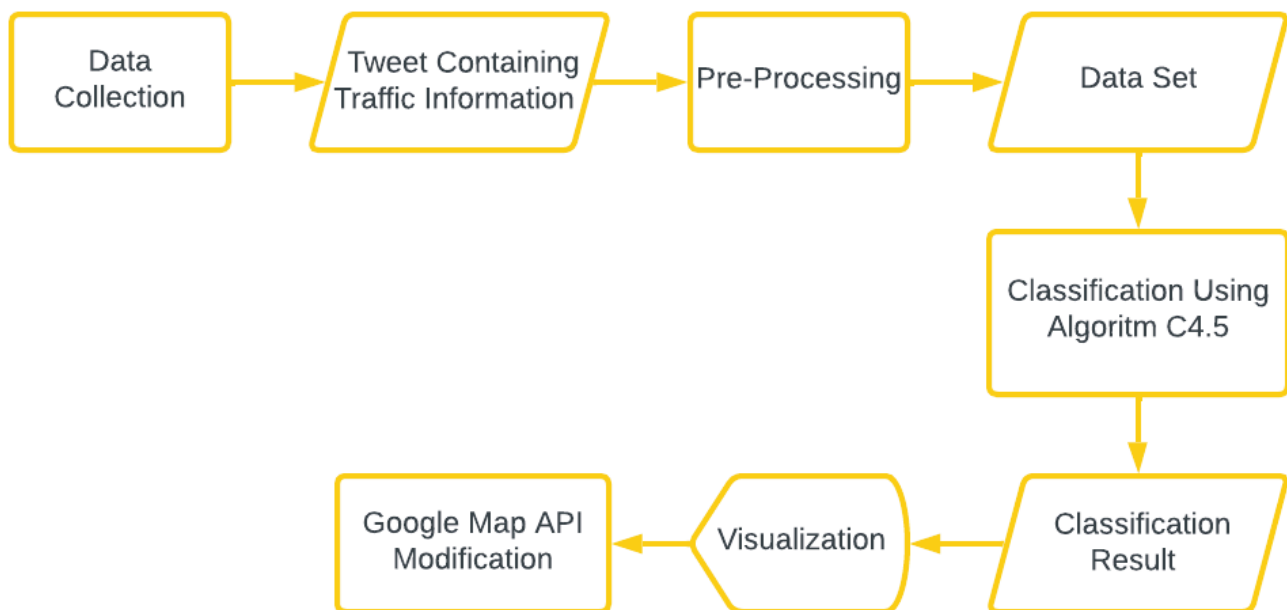 Data
Collection
Tweet Containing
Traffic Information
Pre-Processing
Data Set
Classification Using
Algoritm C4.5
Classification
Result
Visualization
Google Map API
Modification